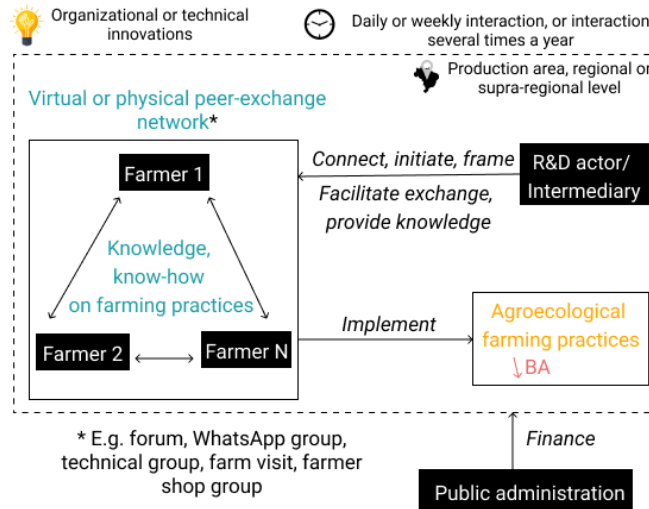 Organizational or technical
innovations
Daily or weekly interaction, or interaction
several times a year
Production area, regional or
supra-regional level
Virtual or physical peer-exchange
network*
Farmer 1
Knowledge,
know-how
on farming practices
Farmer 2
Farmer N
Connect, initiate, frame
Facilitate exchange,
provide knowledge
R&D actor/
Intermediary
Implement
Agroecological
farming practices
↓BA
* E.g. forum, WhatsApp group,
technical group, farm visit, farmer
shop group
Finance
Public administration